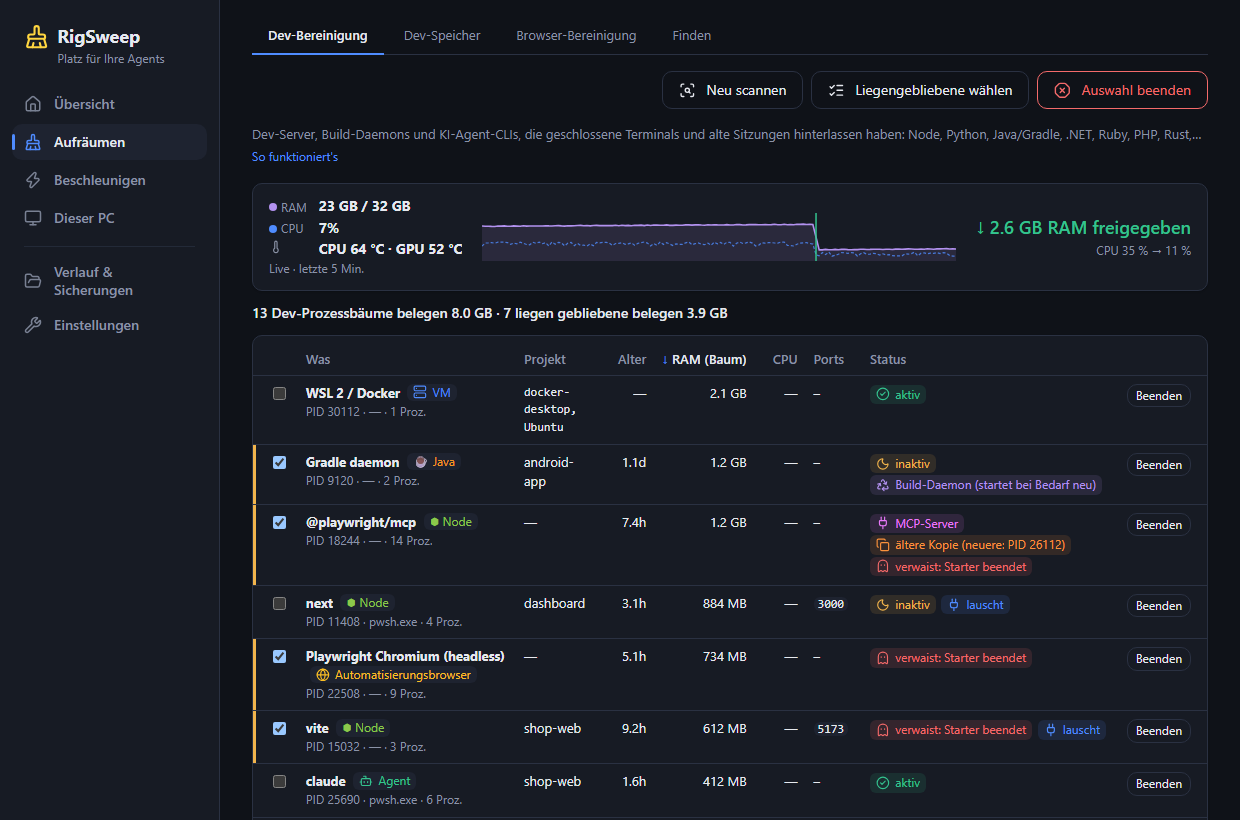 RigSweep
Platz für Ihre Agents
Übersicht
Aufräumen
Beschleunigen
Dieser PC
Verlauf &
Sicherungen
Einstellungen
Dev-Bereinigung Dev-Speicher Browser-Bereinigung Finden
Neu scannen Liegengebliebene wählen Auswahl beenden
Dev-Server, Build-Daemons und KI-Agent-CLIs, die geschlossene Terminals und alte Sitzungen hinterlassen haben: Node, Python, Java/Gradle, .NET, Ruby, PHP, Rust,...
So funktioniert's
RAM 23 GB / 32 GB
CPU 7%
CPU 64 °C · GPU 52 °C
Live · letzte 5 Min.
↓ 2.6 GB RAM freigegeben
CPU 35 % → 11 %
13 Dev-Prozessbäume belegen 8.0 GB · 7 liegen gebliebene belegen 3.9 GB
Was Projekt Alter ↓ RAM (Baum) CPU Ports Status
WSL 2 / Docker VM docker-desktop, Ubuntu — 2.1 GB — – aktiv Beenden
PID 30112 · — · 1 Proz.
Gradle daemon Java android-app 1.1d 1.2 GB — – inaktiv Beenden
PID 9120 · — · 2 Proz. Build-Daemon (startet bei Bedarf neu)
@playwright/mcp Node — 7.4h 1.2 GB — – MCP-Server Beenden
PID 18244 · — · 14 Proz. ältere Kopie (neuere: PID 26112)
verwaist: Starter beendet
next Node dashboard 3.1h 884 MB — 3000 inaktiv lauscht Beenden
PID 11408 · pwsh.exe · 4 Proz.
Playwright Chromium (headless) — 5.1h 734 MB — – verwaist: Starter beendet Beenden
Automatisierungsbrowser
PID 22508 · — · 9 Proz.
vite Node shop-web 9.2h 612 MB — 5173 verwaist: Starter beendet lauscht Beenden
PID 15032 · — · 3 Proz.
claude Agent shop-web 1.6h 412 MB — – aktiv Beenden
PID 25690 · pwsh.exe · 6 Proz.